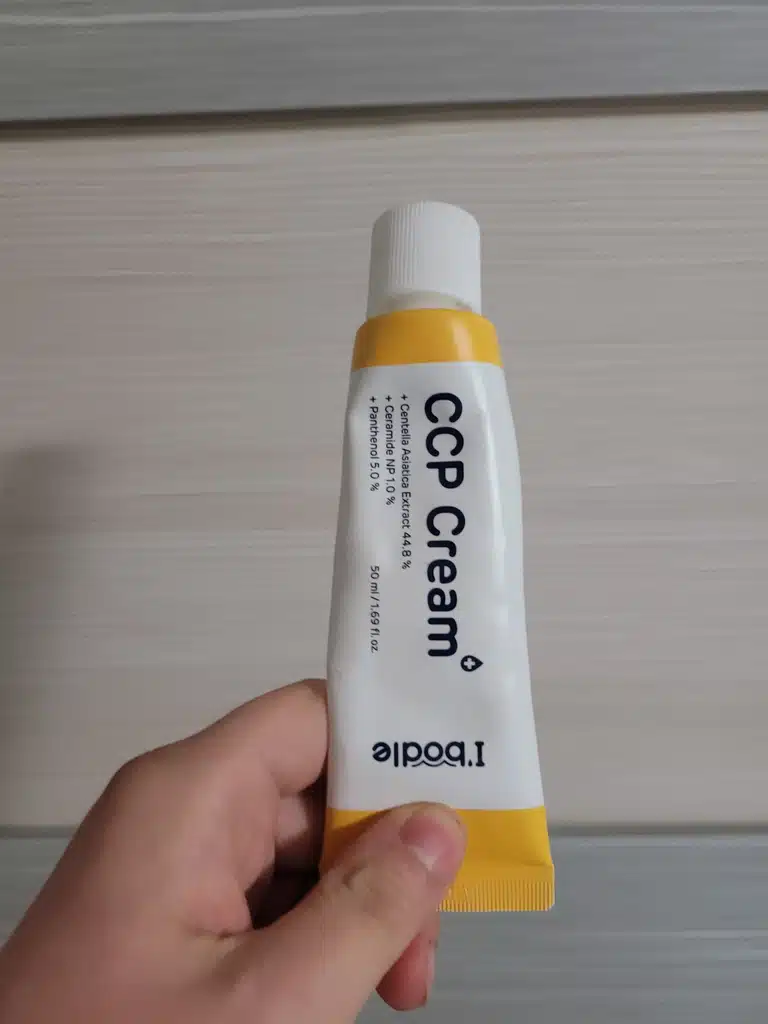 CCP Cream
+ Centella Asiatica Extract 44.8 %
+ Ceramide NP 1.0 %
+ Panthenol 5.0 %
50 ml / 1.69 fl. oz.
I'bodle